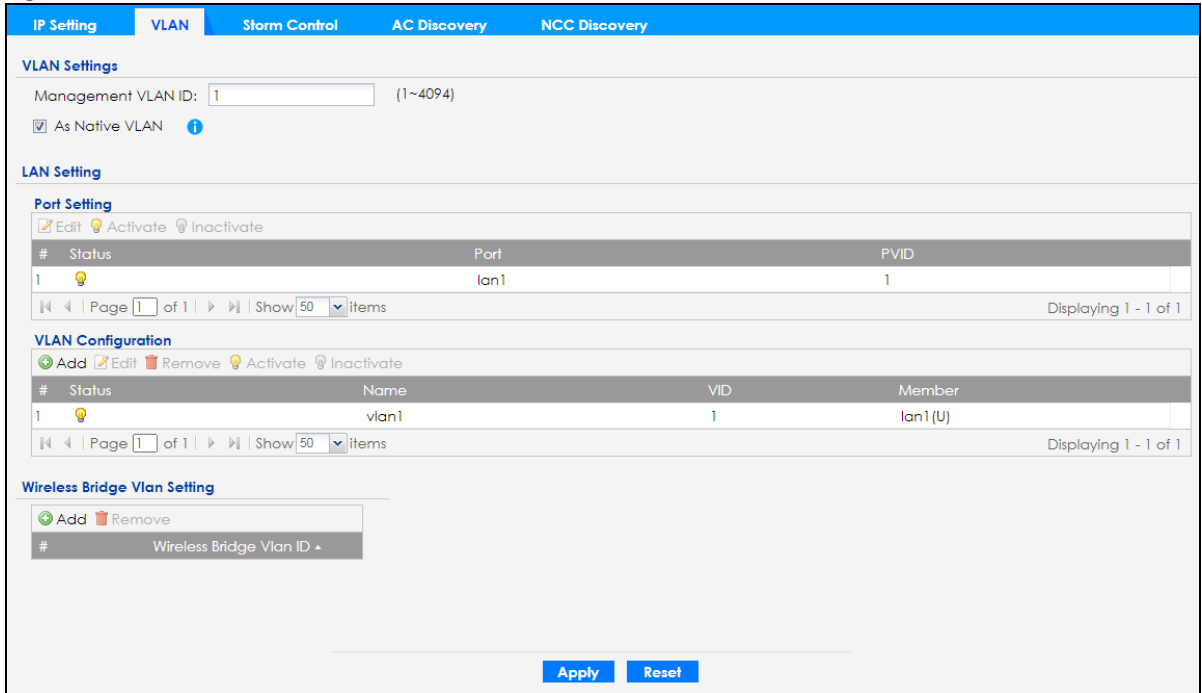 IP Setting VLAN Storm Control AC Discovery NCC Discovery
VLAN Settings
Management VLAN ID: 1 (1~4094)
As Native VLAN
LAN Setting
Port Setting
Edit Activate Inactivate
# Status Port PVID
1 lan1 1
Page 1 of 1 Show 50 items Displaying 1 - 1 of 1
VLAN Configuration
Add Edit Remove Activate Inactivate
# Status Name VID Member
1 vlan1 1 lan1(U)
Page 1 of 1 Show 50 items Displaying 1 - 1 of 1
Wireless Bridge Vlan Setting
Add Remove
# Wireless Bridge Vlan ID
Apply Reset